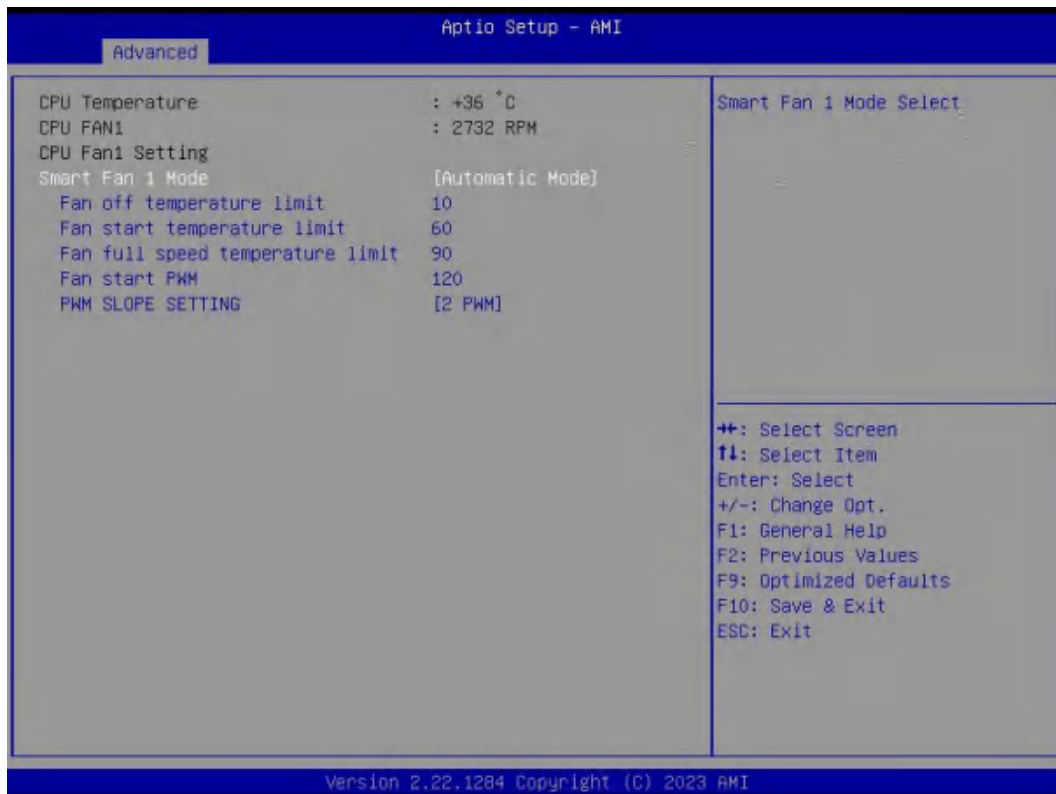 Aptio Setup - AMI
Advanced
CPU Temperature : +36 °C
CPU FAN1 : 2732 RPM
CPU Fan1 Setting
Smart Fan 1 Mode [Automatic Mode]
Fan off temperature limit 10
Fan start temperature limit 60
Fan full speed temperature limit 90
Fan start PWM 120
PWM SLOPE SETTING [2 PWM]
Smart Fan 1 Mode Select
→←: Select Screen
↑↓: Select Item
Enter: Select
+/-: Change Opt.
F1: General Help
F2: Previous Values
F9: Optimized Defaults
F10: Save & Exit
ESC: Exit
Version 2.22.1284 Copyright (C) 2023 AMI